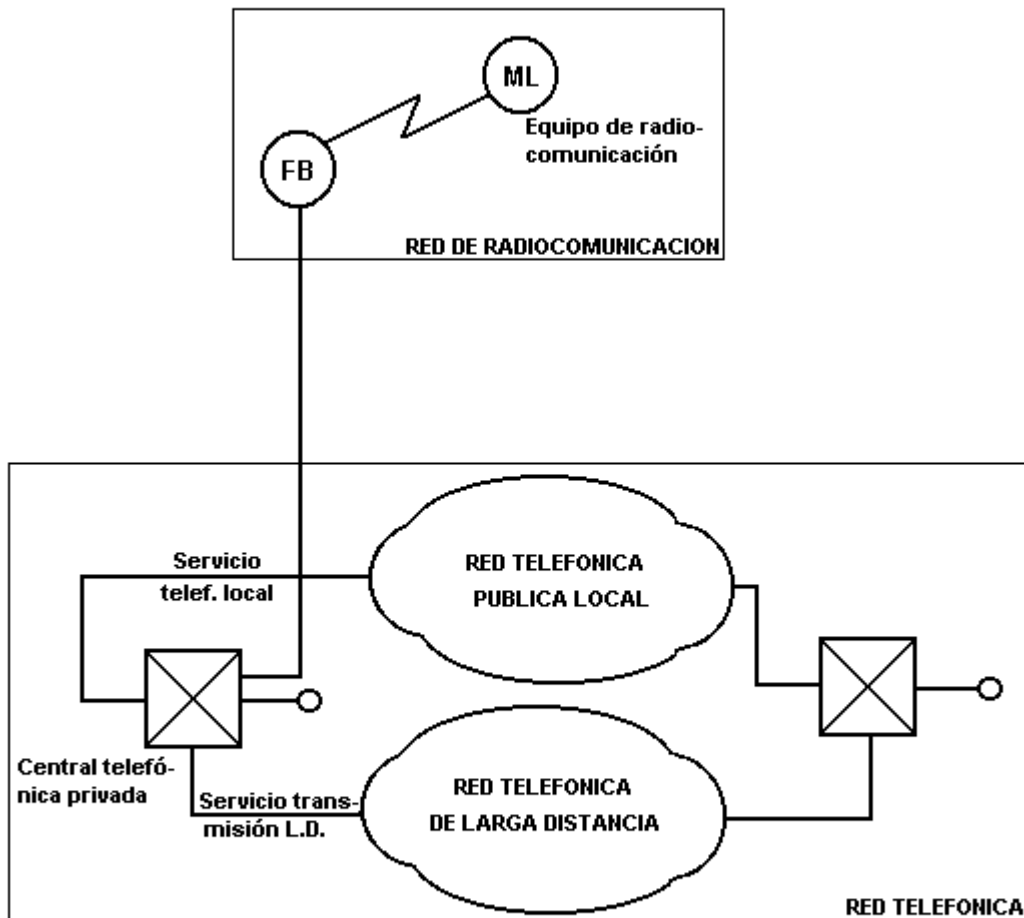 ML
Equipo de radio-
comunicación
FB
RED DE RADIOCOMUNICACION
Servicio
telef. local
RED TELEFONICA
PUBLICA LOCAL
Central telefó-
nica privada
Servicio trans-
misión L.D.
RED TELEFONICA
DE LARGA DISTANCIA
RED TELEFONICA